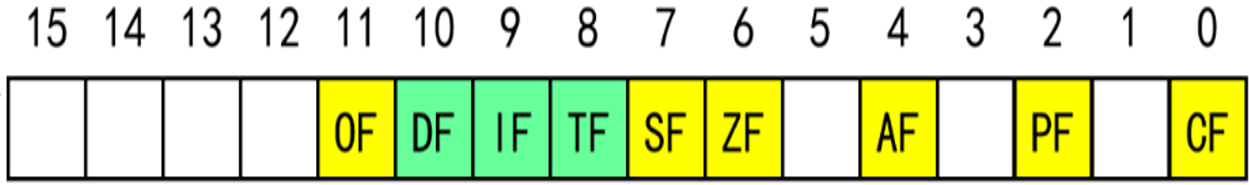 15 14 13 12 11 10 9 8 7 6 5 4 3 2 1 0
OF DF IF TF SF ZF AF PF CF